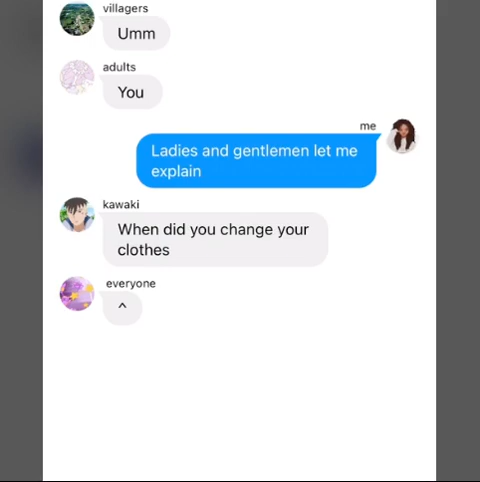 villagers
Umm
adults
You
me
Ladies and gentlemen let me
explain
kawaki
When did you change your
clothes
everyone
^